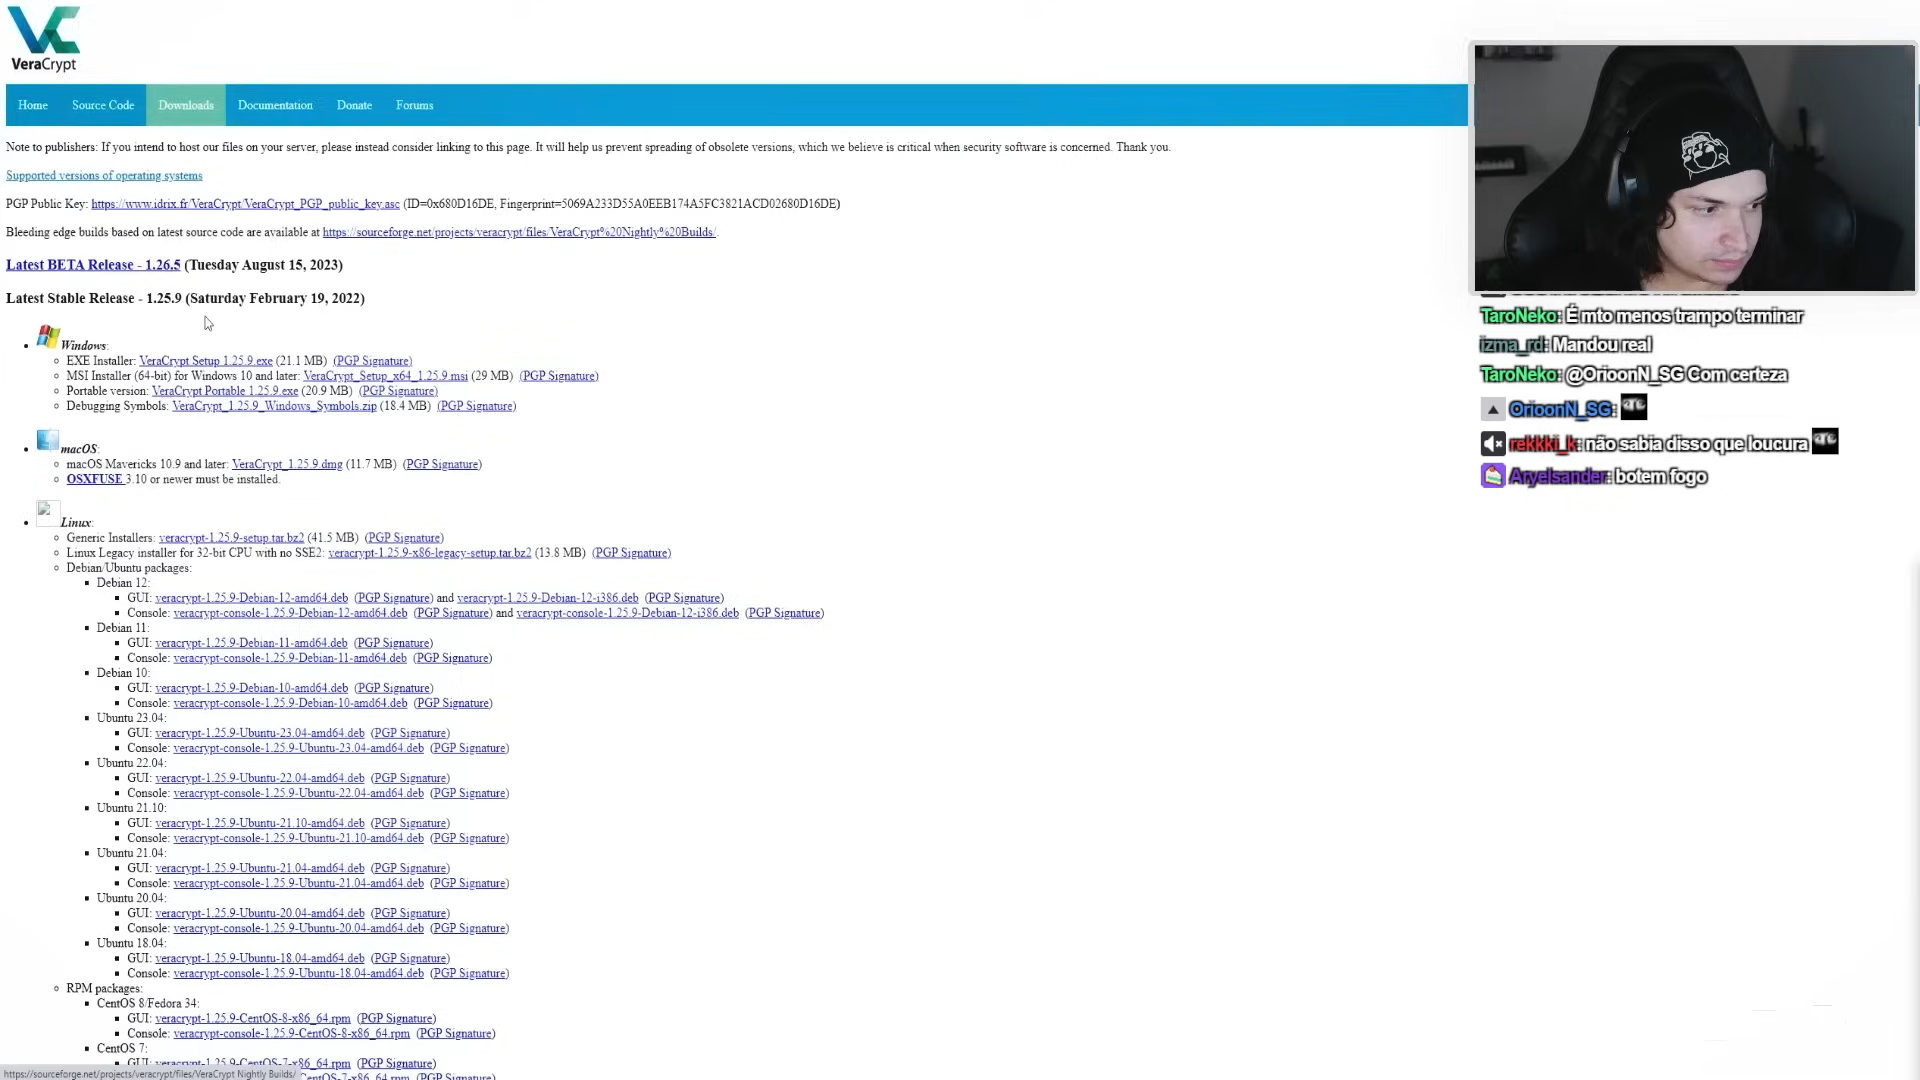 VeraCrypt
Home Source Code Downloads Documentation Donate Forums
Note to publishers: If you intend to host our files on your server, please instead consider linking to this page. It will help us prevent spreading of obsolete versions, which we believe is critical when security software is concerned. Thank you.
Supported versions of operating systems
PGP Public Key: https://www.idrix.fr/VeraCrypt/VeraCrypt_PGP_public_key.asc (ID=0x680D16DE, Fingerprint=5069A233D55A0EEB174A5FC3821ACD02680D16DE)
Bleeding edge builds based on latest source code are available at https://sourceforge.net/projects/veracrypt/files/VeraCrypt%20Nightly%20Builds/.
Latest BETA Release - 1.26.5 (Tuesday August 15, 2023)
Latest Stable Release - 1.25.9 (Saturday February 19, 2022)
Windows:
EXE Installer: VeraCrypt Setup 1.25.9.exe (21.1 MB) (PGP Signature)
MSI Installer (64-bit) for Windows 10 and later: VeraCrypt_Setup_x64_1.25.9.msi (29 MB) (PGP Signature)
Portable version: VeraCrypt Portable 1.25.9.exe (20.9 MB) (PGP Signature)
Debugging Symbols: VeraCrypt_1.25.9_Windows_Symbols.zip (18.4 MB) (PGP Signature)
macOS:
macOS Mavericks 10.9 and later: VeraCrypt_1.25.9.dmg (11.7 MB) (PGP Signature)
OSXFUSE 3.10 or newer must be installed.
Linux:
Generic Installers: veracrypt-1.25.9-setup.tar.bz2 (41.5 MB) (PGP Signature)
Linux Legacy installer for 32-bit CPU with no SSE2: veracrypt-1.25.9-x86-legacy-setup.tar.bz2 (13.8 MB) (PGP Signature)
Debian/Ubuntu packages:
Debian 12:
GUI: veracrypt-1.25.9-Debian-12-amd64.deb (PGP Signature) and veracrypt-1.25.9-Debian-12-i386.deb (PGP Signature)
Console: veracrypt-console-1.25.9-Debian-12-amd64.deb (PGP Signature) and veracrypt-console-1.25.9-Debian-12-i386.deb (PGP Signature)
Debian 11:
GUI: veracrypt-1.25.9-Debian-11-amd64.deb (PGP Signature)
Console: veracrypt-console-1.25.9-Debian-11-amd64.deb (PGP Signature)
Debian 10:
GUI: veracrypt-1.25.9-Debian-10-amd64.deb (PGP Signature)
Console: veracrypt-console-1.25.9-Debian-10-amd64.deb (PGP Signature)
Ubuntu 23.04:
GUI: veracrypt-1.25.9-Ubuntu-23.04-amd64.deb (PGP Signature)
Console: veracrypt-console-1.25.9-Ubuntu-23.04-amd64.deb (PGP Signature)
Ubuntu 22.04:
GUI: veracrypt-1.25.9-Ubuntu-22.04-amd64.deb (PGP Signature)
Console: veracrypt-console-1.25.9-Ubuntu-22.04-amd64.deb (PGP Signature)
Ubuntu 21.10:
GUI: veracrypt-1.25.9-Ubuntu-21.10-amd64.deb (PGP Signature)
Console: veracrypt-console-1.25.9-Ubuntu-21.10-amd64.deb (PGP Signature)
Ubuntu 21.04:
GUI: veracrypt-1.25.9-Ubuntu-21.04-amd64.deb (PGP Signature)
Console: veracrypt-console-1.25.9-Ubuntu-21.04-amd64.deb (PGP Signature)
Ubuntu 20.04:
GUI: veracrypt-1.25.9-Ubuntu-20.04-amd64.deb (PGP Signature)
Console: veracrypt-console-1.25.9-Ubuntu-20.04-amd64.deb (PGP Signature)
Ubuntu 18.04:
GUI: veracrypt-1.25.9-Ubuntu-18.04-amd64.deb (PGP Signature)
Console: veracrypt-console-1.25.9-Ubuntu-18.04-amd64.deb (PGP Signature)
RPM packages:
CentOS 8/Fedora 34:
GUI: veracrypt-1.25.9-CentOS-8-x86_64.rpm (PGP Signature)
Console: veracrypt-console-1.25.9-CentOS-8-x86_64.rpm (PGP Signature)
CentOS 7:
GUI: veracrypt-1.25.9-CentOS-7-x86_64.rpm (PGP Signature)
CentOS-7-x86_64.rpm (PGP Signature)
https://sourceforge.net/projects/veracrypt/files/VeraCrypt Nightly Builds/
TaroNeko: É mto menos trampo terminar
izma_rd: Mandou real
TaroNeko: @OrioonN_SG Com certeza
OrioonN_SG:
rekkki_k: não sabia disso que loucura
Aryelsander: botem fogo